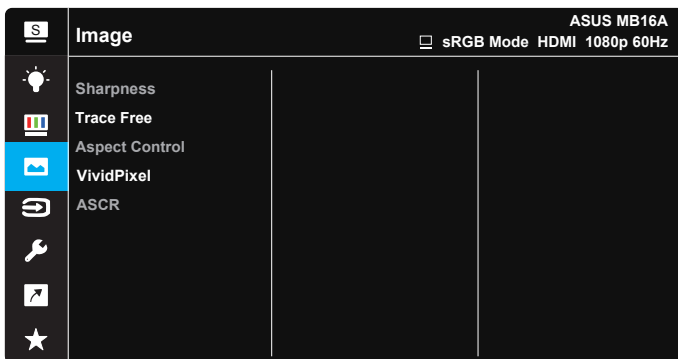 S
Image
ASUS MB16A
sRGB Mode HDMI 1080p 60Hz
Sharpness
Trace Free
Aspect Control
VividPixel
ASCR